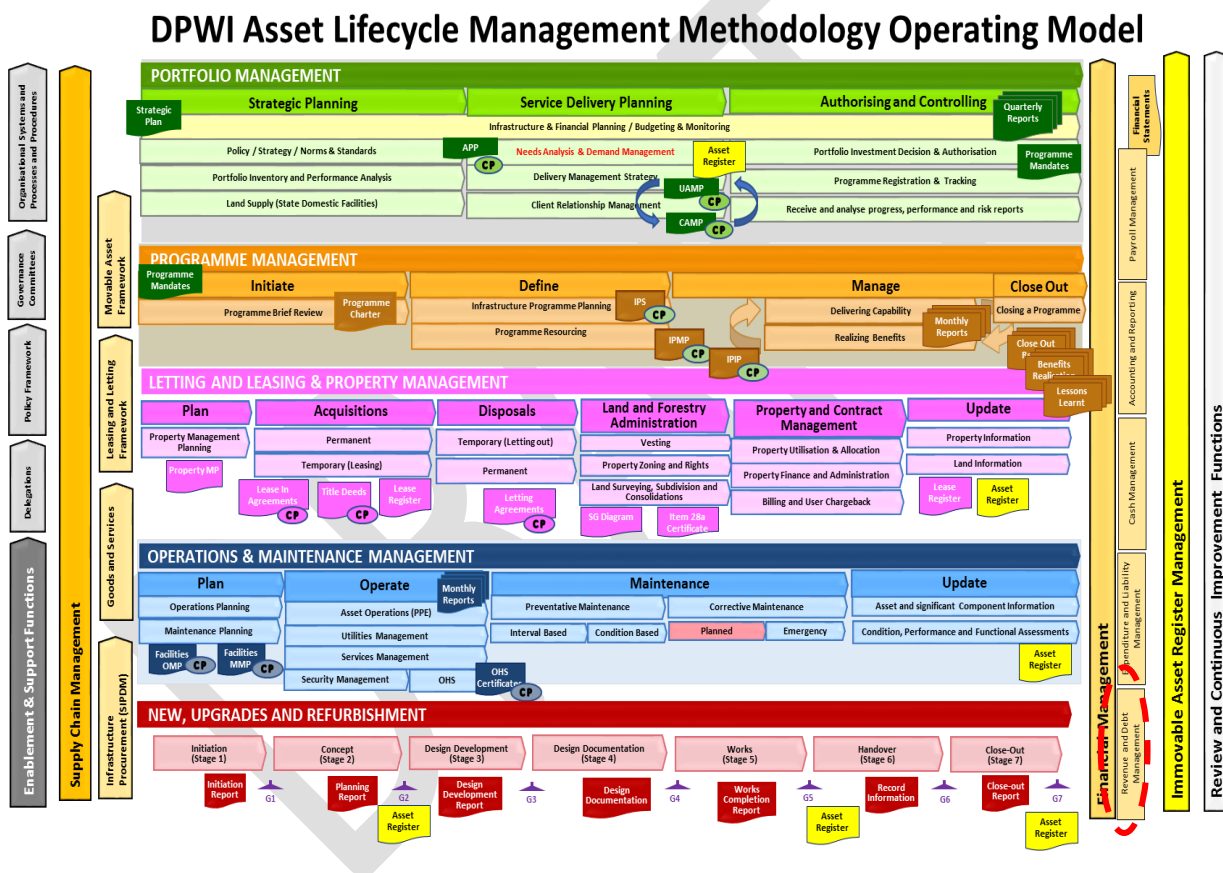 DPWI Asset Lifecycle Management Methodology Operating Model
Organisational Systems and
Processes and Procedures
Governance
Committees
Policy Framework
Delegations
Enablement & Support Functions
Supply Chain Management
Movable Asset
Framework
Leasing and Letting
Framework
Goods and Services
Infrastructure
Procurement (SIPDM)
PORTFOLIO MANAGEMENT
Strategic Planning
Service Delivery Planning
Authorising and Controlling
Strategic
Plan
Quarterly
Reports
Infrastructure & Financial Planning / Budgeting & Monitoring
Policy / Strategy / Norms & Standards
APP
CP
Needs Analysis & Demand Management
Asset
Register
Portfolio Investment Decision & Authorisation
Programme
Mandates
Portfolio Inventory and Performance Analysis
Delivery Management Strategy
UAMP
CP
Programme Registration & Tracking
Land Supply (State Domestic Facilities)
Client Relationship Management
CAMP
CP
Receive and analyse progress, performance and risk reports
PROGRAMME MANAGEMENT
Programme
Mandates
Initiate
Define
Manage
Close Out
Programme Brief Review
Programme
Charter
Infrastructure Programme Planning
IPS
CP
Programme Resourcing
IPMP
CP
IPIP
CP
Delivering Capability
Realizing Benefits
Monthly
Reports
Closing a Programme
Close Out
Benefits
Lessons
Learnt
LETTING AND LEASING & PROPERTY MANAGEMENT
Plan
Acquisitions
Disposals
Land and Forestry
Administration
Property and Contract
Management
Update
Property Management
Planning
Property MP
Permanent
Temporary (Leasing)
Lease In
Agreements
CP
Title Deeds
CP
Lease
Register
Temporary (Letting out)
Permanent
Letting
Agreements
CP
Vesting
Property Zoning and Rights
Land Surveying, Subdivision and
Consolidations
SG Diagram
Item 28a
Certificate
Property Utilisation & Allocation
Property Finance and Administration
Billing and User Chargeback
Property Information
Land Information
Lease
Register
Asset
Register
OPERATIONS & MAINTENANCE MANAGEMENT
Plan
Operate
Monthly
Reports
Maintenance
Update
Operations Planning
Maintenance Planning
Facilities
OMP
CP
Facilities
MMP
CP
Asset Operations (PPE)
Utilities Management
Services Management
Security Management
OHS
OHS
Certificates
CP
Preventative Maintenance
Corrective Maintenance
Interval Based
Condition Based
Planned
Emergency
Asset and significant Component Information
Condition, Performance and Functional Assessments
Asset
Register
NEW, UPGRADES AND REFURBISHMENT
Initiation
(Stage 1)
Concept
(Stage 2)
Design Development
(Stage 3)
Design Documentation
(Stage 4)
Works
(Stage 5)
Handover
(Stage 6)
Close-Out
(Stage 7)
Initiation
Report
G1
Planning
Report
G2
Asset
Register
Design
Development
Report
G3
Design
Documentation
G4
Works
Completion
Report
G5
Asset
Register
Record
Information
G6
Close-out
Report
G7
Asset
Register
Financial Management
Financial
Statements
Payroll Management
Accounting and Reporting
Cash Management
Expenditure and Liability
Management
Revenue and Debt
Management
Immovable Asset Register Management
Review and Continuous Improvement Functions